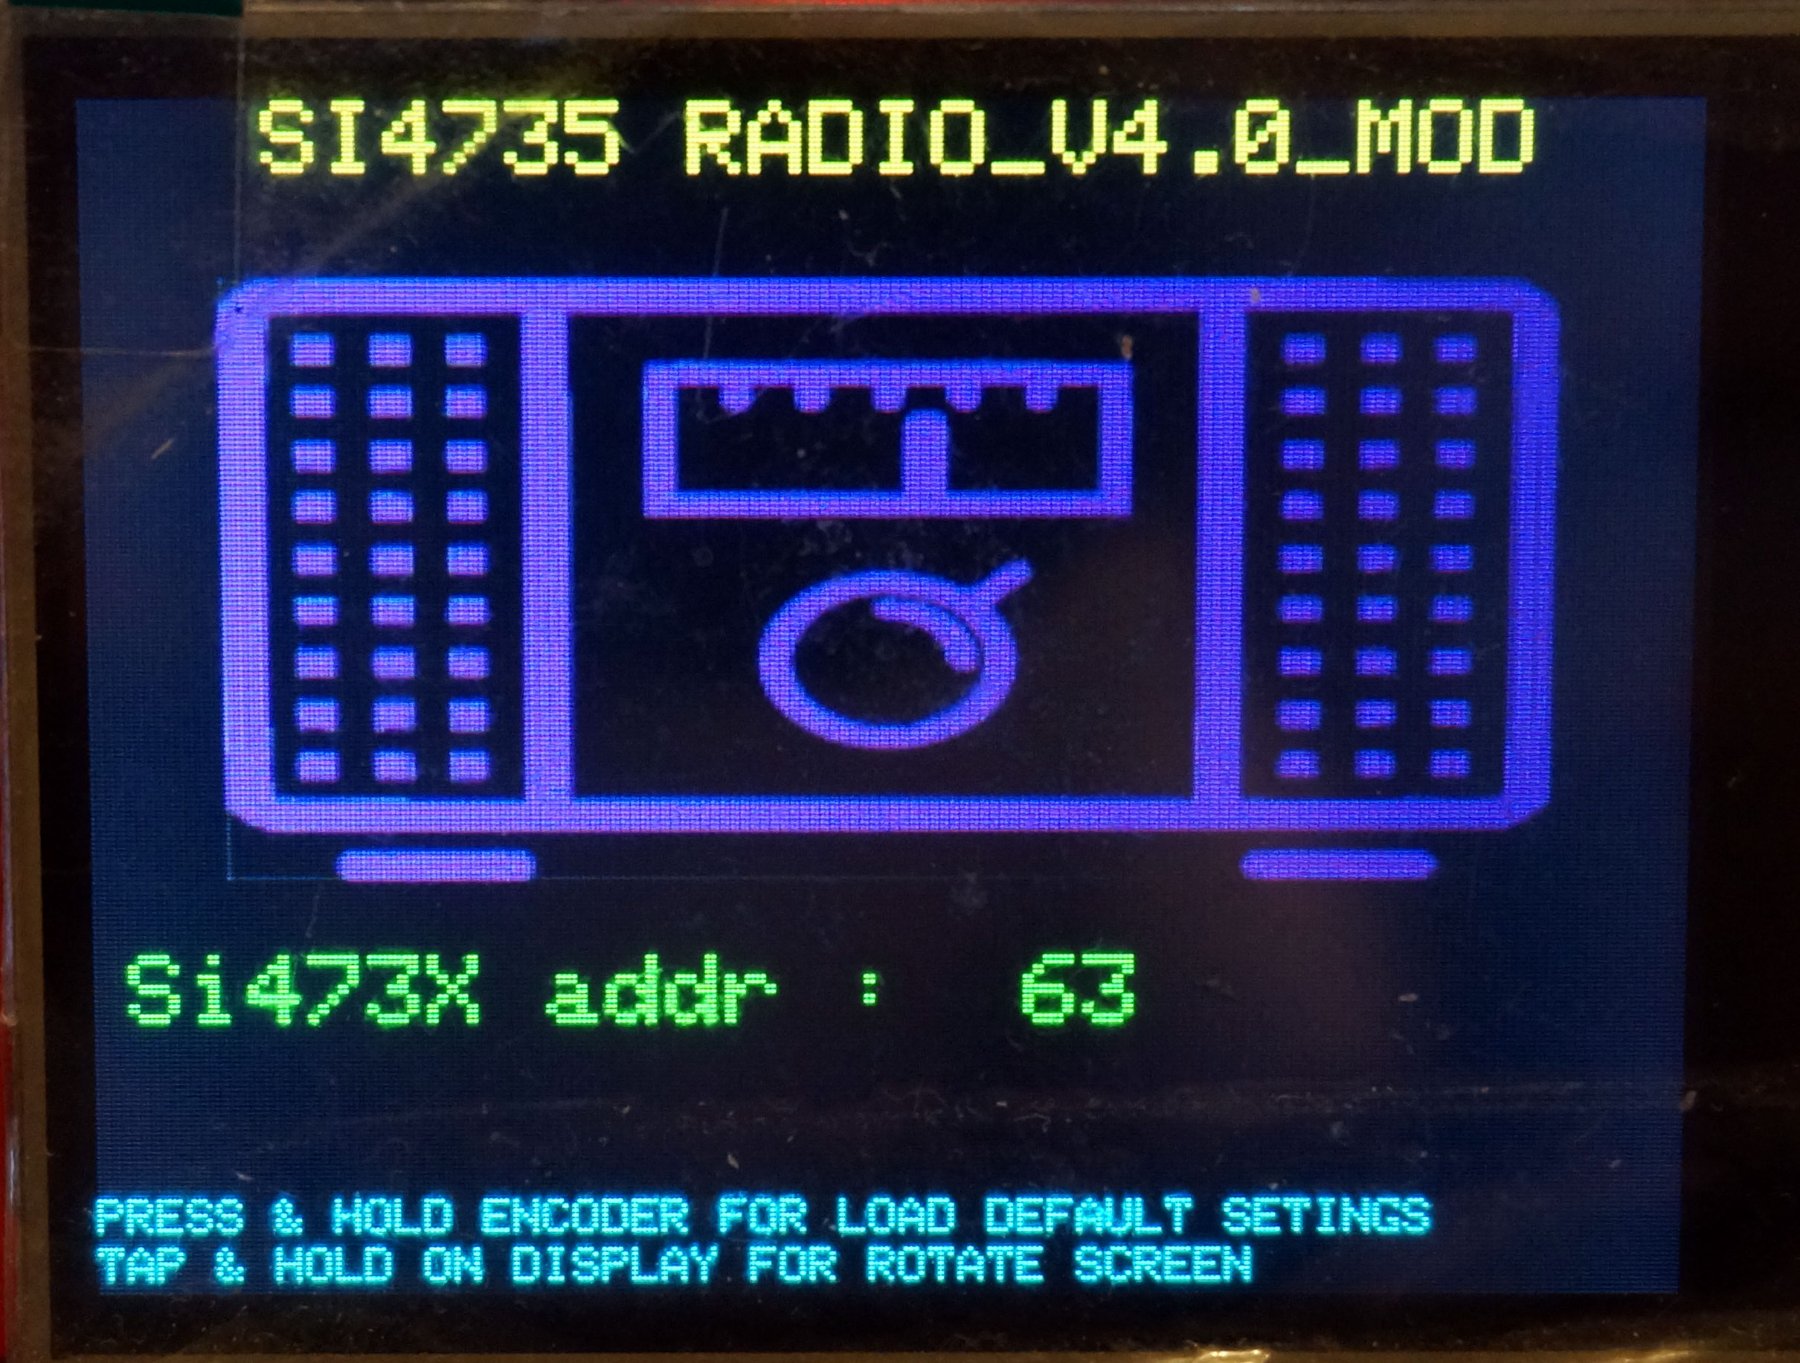 SI4735 RADIO_V4.0_MOD
Si473X addr : 63
PRESS & HOLD ENCODER FOR LOAD DEFAULT SETINGS
TAP & HOLD ON DISPLAY FOR ROTATE SCREEN